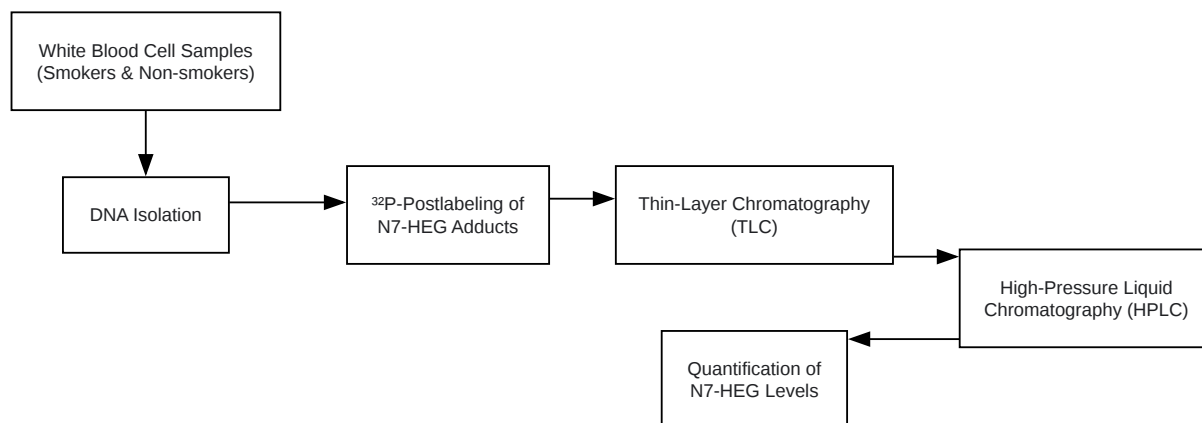 White Blood Cell Samples
(Smokers & Non-smokers)
DNA Isolation
³²P-Postlabeling of
N7-HEG Adducts
Thin-Layer Chromatography
(TLC)
High-Pressure Liquid
Chromatography (HPLC)
Quantification of
N7-HEG Levels